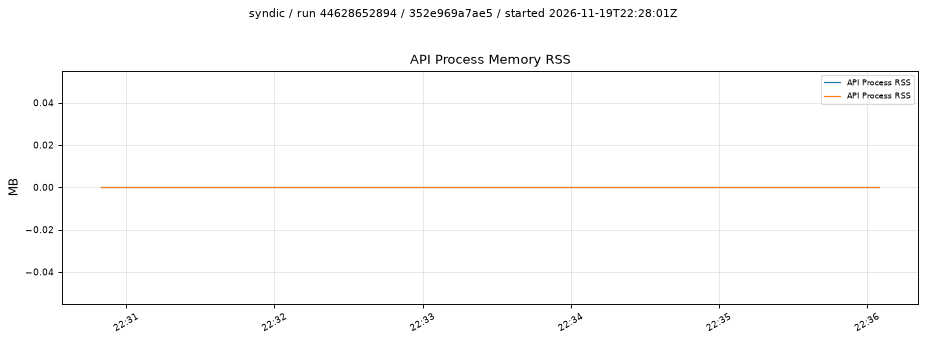 syndic / run 44628652894 / 352e969a7ae5 / started 2026-11-19T22:28:01Z
API Process Memory RSS
API Process RSS
API Process RSS
MB
0.04
0.02
0.00
−0.02
−0.04
22:31
22:32
22:33
22:34
22:35
22:36